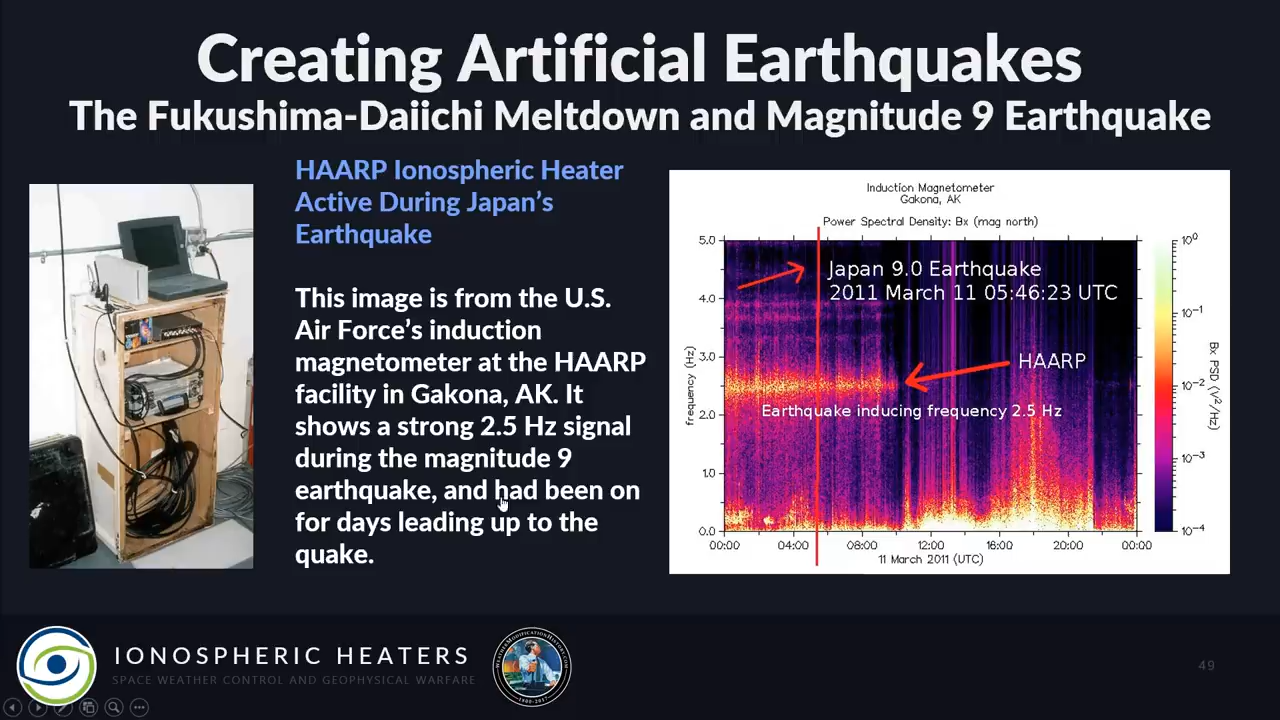 Creating Artificial Earthquakes
The Fukushima-Daiichi Meltdown and Magnitude 9 Earthquake
HAARP Ionospheric Heater
Active During Japan's
Earthquake
This image is from the U.S.
Air Force's induction
magnetometer at the HAARP
facility in Gakona, AK. It
shows a strong 2.5 Hz signal
during the magnitude 9
earthquake, and had been on
for days leading up to the
quake.
Induction Magnetometer
Gakona, AK
Power Spectral Density: Bx (mag north)
5.0
4.0
3.0
2.0
1.0
0.0
frequency (Hz)
Japan 9.0 Earthquake
2011 March 11 05:46:23 UTC
HAARP
Earthquake inducing frequency 2.5 Hz
00:00 04:00 08:00 12:00 16:00 20:00 00:00
11 March 2011 (UTC)
10⁰
10⁻¹
10⁻²
10⁻³
10⁻⁴
Bx PSD (V²/Hz)
IONOSPHERIC HEATERS
SPACE WEATHER CONTROL AND GEOPHYSICAL WARFARE
WEATHERMODIFICATIONHISTORY.COM
49